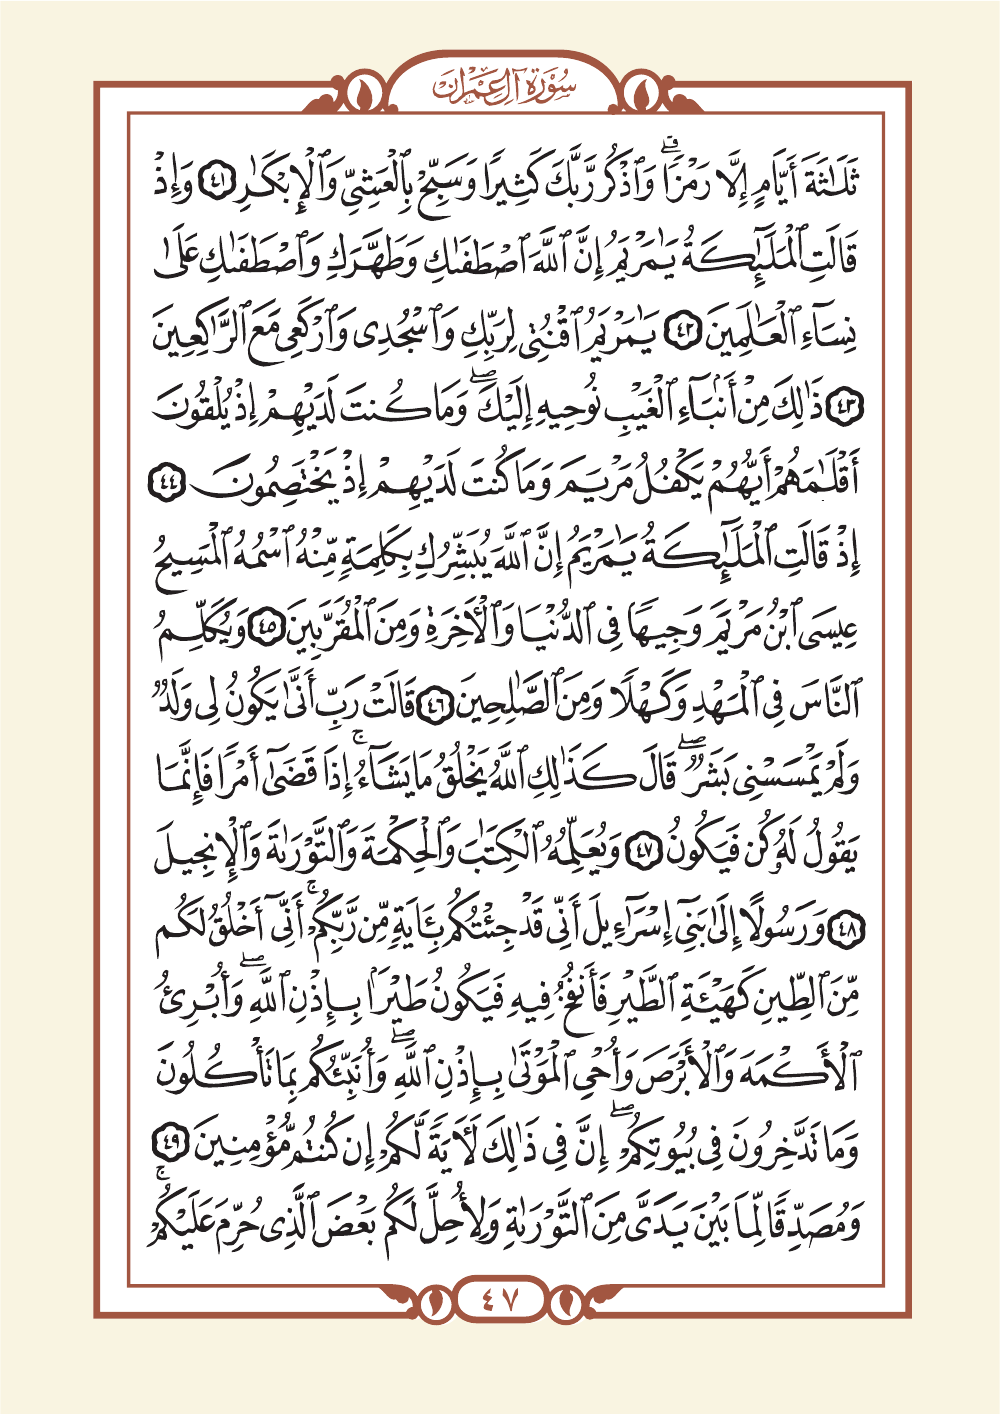 سُورَةُ آلِ عِمْرَانَ
ثَلَٰثَةَ أَيَّامٍ إِلَّا رَمْزًا ۗ وَٱذْكُر رَّبَّكَ كَثِيرًا وَسَبِّحْ بِٱلْعَشِىِّ وَٱلْإِبْكَٰرِ ٤١ وَإِذْ
قَالَتِ ٱلْمَلَٰٓئِكَةُ يَٰمَرْيَمُ إِنَّ ٱللَّهَ ٱصْطَفَىٰكِ وَطَهَّرَكِ وَٱصْطَفَىٰكِ عَلَىٰ
نِسَآءِ ٱلْعَٰلَمِينَ ٤٢ يَٰمَرْيَمُ ٱقْنُتِى لِرَبِّكِ وَٱسْجُدِى وَٱرْكَعِى مَعَ ٱلرَّٰكِعِينَ
٤٣ ذَٰلِكَ مِنْ أَنۢبَآءِ ٱلْغَيْبِ نُوحِيهِ إِلَيْكَ ۖ وَمَا كُنتَ لَدَيْهِمْ إِذْ يُلْقُونَ
أَقْلَٰمَهُمْ أَيُّهُمْ يَكْفُلُ مَرْيَمَ وَمَا كُنتَ لَدَيْهِمْ إِذْ يَخْتَصِمُونَ ٤٤
إِذْ قَالَتِ ٱلْمَلَٰٓئِكَةُ يَٰمَرْيَمُ إِنَّ ٱللَّهَ يُبَشِّرُكِ بِكَلِمَةٍ مِّنْهُ ٱسْمُهُ ٱلْمَسِيحُ
عِيسَى ٱبْنُ مَرْيَمَ وَجِيهًا فِى ٱلدُّنْيَا وَٱلْأَخِرَةِ وَمِنَ ٱلْمُقَرَّبِينَ ٤٥ وَيُكَلِّمُ
ٱلنَّاسَ فِى ٱلْمَهْدِ وَكَهْلًا وَمِنَ ٱلصَّٰلِحِينَ ٤٦ قَالَتْ رَبِّ أَنَّىٰ يَكُونُ لِى وَلَدٌ
وَلَمْ يَمْسَسْنِى بَشَرٌ ۖ قَالَ كَذَٰلِكِ ٱللَّهُ يَخْلُقُ مَا يَشَآءُ ۚ إِذَا قَضَىٰٓ أَمْرًا فَإِنَّمَا
يَقُولُ لَهُۥ كُن فَيَكُونُ ٤٧ وَيُعَلِّمُهُ ٱلْكِتَٰبَ وَٱلْحِكْمَةَ وَٱلتَّوْرَىٰةَ وَٱلْإِنجِيلَ
٤٨ وَرَسُولًا إِلَىٰ بَنِىٓ إِسْرَٰٓءِيلَ أَنِّى قَدْ جِئْتُكُم بِـَٔايَةٍ مِّن رَّبِّكُمْ ۚ أَنِّىٓ أَخْلُقُ لَكُم
مِّنَ ٱلطِّينِ كَهَيْـَٔةِ ٱلطَّيْرِ فَأَنفُخُ فِيهِ فَيَكُونُ طَيْرًۢا بِإِذْنِ ٱللَّهِ ۖ وَأُبْرِئُ
ٱلْأَكْمَهَ وَٱلْأَبْرَصَ وَأُحْىِ ٱلْمَوْتَىٰ بِإِذْنِ ٱللَّهِ ۖ وَأُنَبِّئُكُم بِمَا تَأْكُلُونَ
وَمَا تَدَّخِرُونَ فِى بُيُوتِكُمْ ۖ إِنَّ فِى ذَٰلِكَ لَـَٔايَةً لَّكُمْ إِن كُنتُم مُّؤْمِنِينَ ٤٩
وَمُصَدِّقًا لِّمَا بَيْنَ يَدَىَّ مِنَ ٱلتَّوْرَىٰةِ وَلِأُحِلَّ لَكُم بَعْضَ ٱلَّذِى حُرِّمَ عَلَيْكُمْ ۚ
٤٧